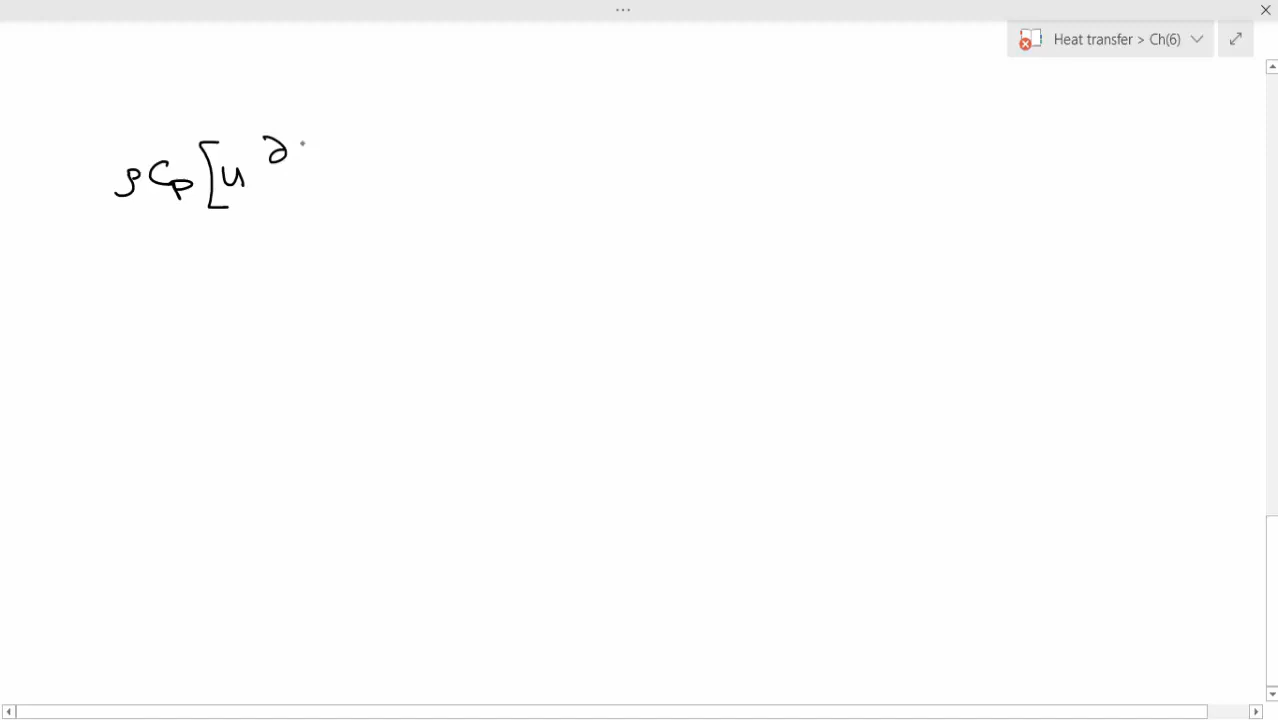 Heat transfer > Ch(6)
ρCp[u ∂